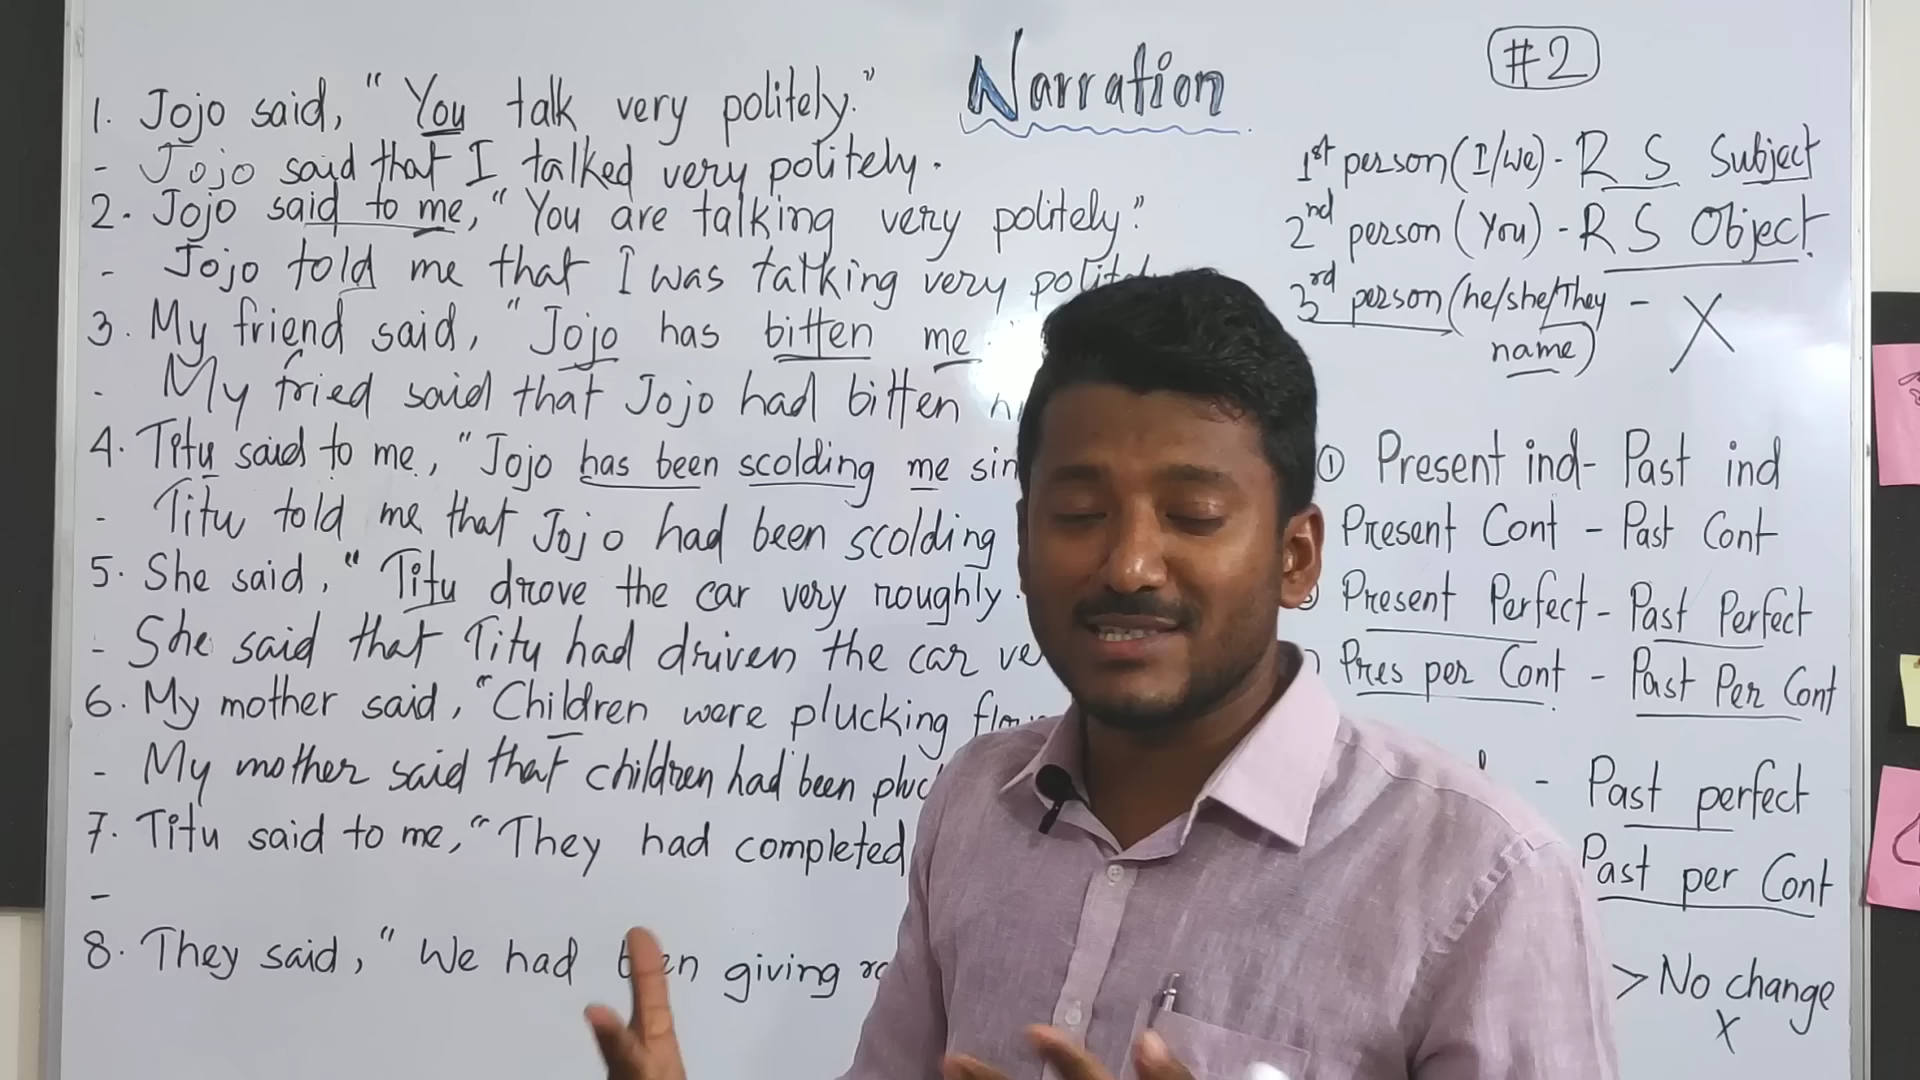 Narration
#2
1. Jojo said, "You talk very politely."
- Jojo said that I talked very politely.
2. Jojo said to me, "You are talking very politely"
- Jojo told me that I was talking very
3. My friend said, "Jojo has bitten me
- My fried said that Jojo had bitten
4. Titu said to me, "Jojo has been scolding me
- Titu told me that Jojo had been scolding
5. She said, "Titu drove the car very roughly.
- She said that Titu had driven the car
6. My mother said, "Children were plucking
- My mother said that children had been
7. Titu said to me, "They had completed
-
8. They said, "We had been giving
1st person (I/we) - R S Subject
2nd person (You) - R S Object.
3rd person (he/she/They - X
name)
① Present ind - Past ind
Present Cont - Past Cont
Present Perfect - Past Perfect
Pres per Cont - Past Per Cont
- Past perfect
Past per Cont
> No change
X